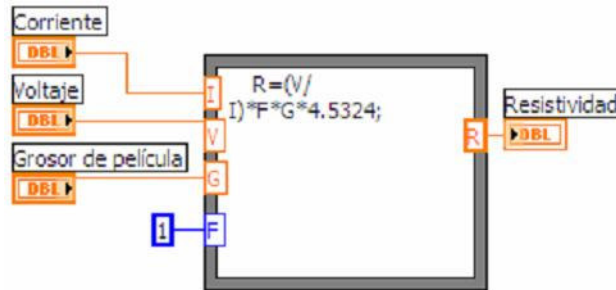 Corriente
DBL
Voltaje
DBL
Grosor de película
DBL
1
I
V
G
F
R=(V/
I)*F*G*4.5324;
R
Resistividad
DBL